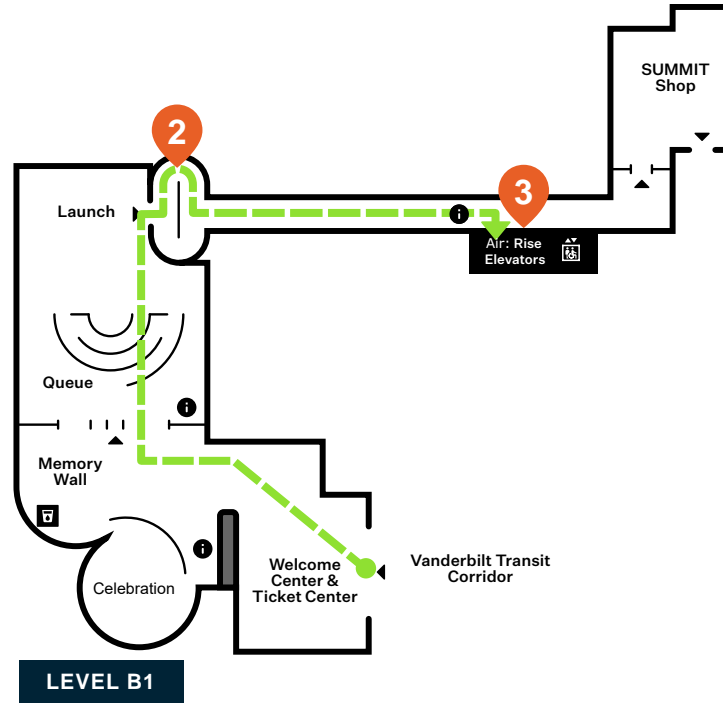 SUMMIT
Shop
2
3
Launch
i
Air: Rise
Elevators
Queue
i
Memory
Wall
i
Celebration
Welcome
Center &
Ticket Center
Vanderbilt Transit
Corridor
LEVEL B1